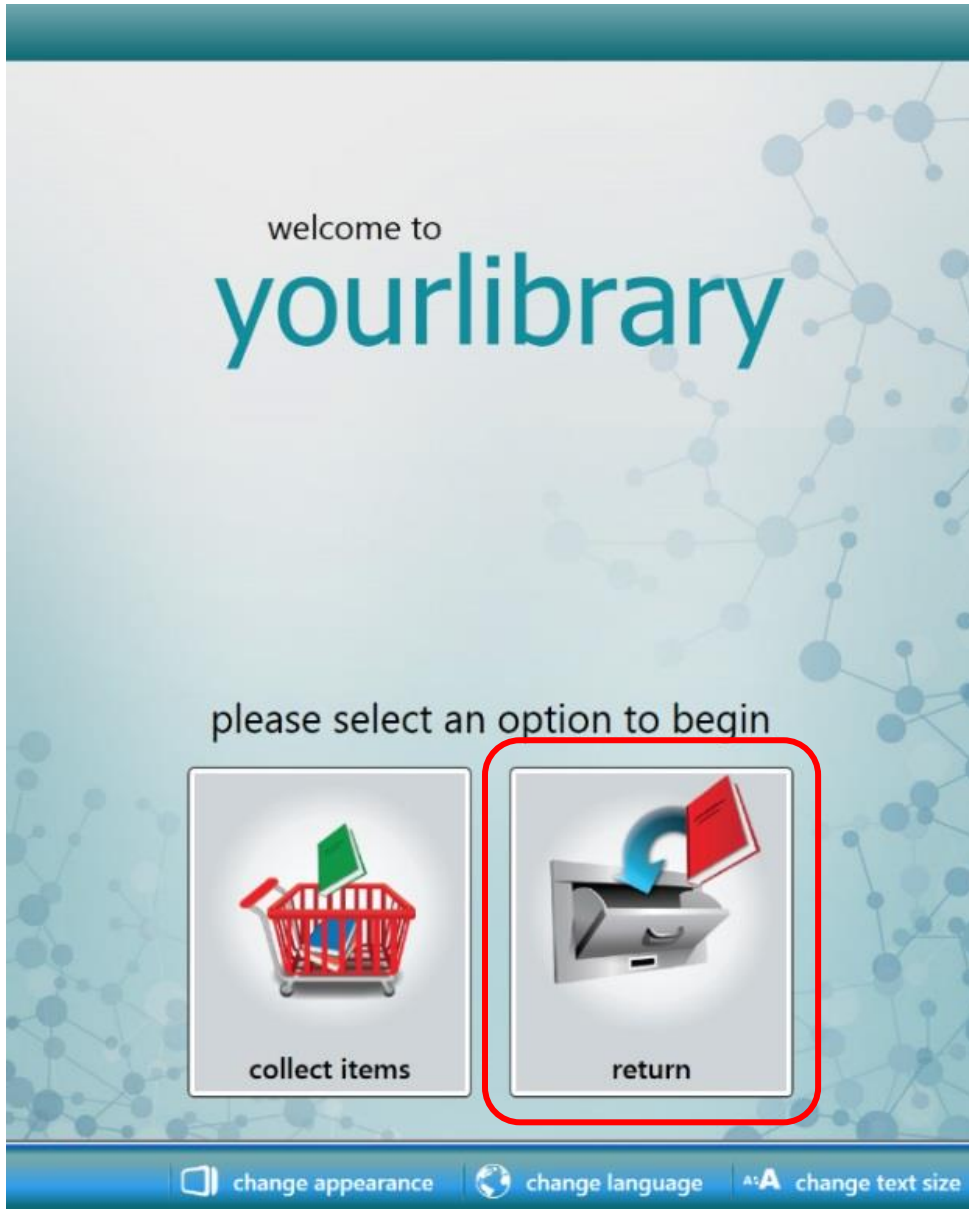 welcome to
yourlibrary
please select an option to begin
collect items
return
change appearance
change language
A:A change text size